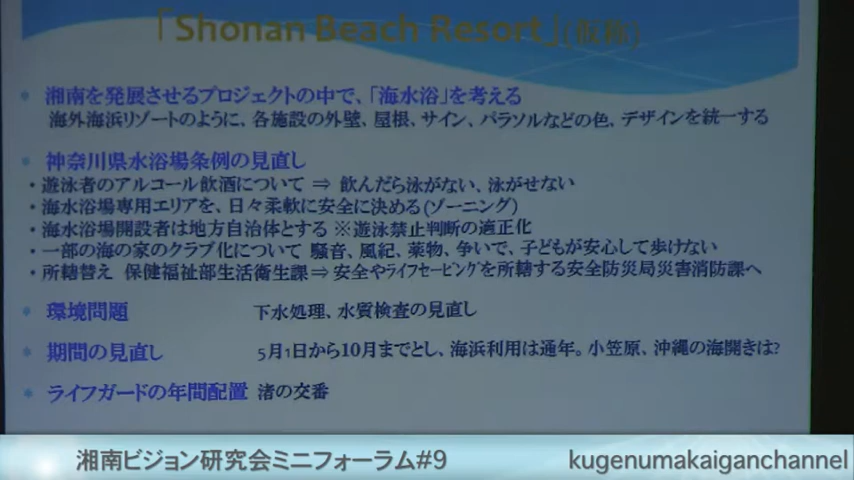 「Shonan Beach Resort」(仮称)
湘南を発展させるプロジェクトの中で、「海水浴」を考える
海外海浜リゾートのように、各施設の外壁、屋根、サイン、パラソルなどの色、デザインを統一する
神奈川県水浴場条例の見直し
・遊泳者のアルコール飲酒について ⇒ 飲んだら泳がない、泳がせない
・海水浴場専用エリアを、日々柔軟に安全に決める(ゾーニング)
・海水浴場開設者は地方自治体とする ※遊泳禁止判断の適正化
・一部の海の家のクラブ化について 騒音、風紀、薬物、争いで、子どもが安心して歩けない
・所轄替え 保健福祉部生活衛生課⇒安全やライフセービングを所轄する安全防災局災害消防課へ
環境問題 下水処理、水質検査の見直し
期間の見直し 5月1日から10月までとし、海浜利用は通年。小笠原、沖縄の海開きは?
ライフガードの年間配置 渚の交番
湘南ビジョン研究会ミニフォーラム#9 kugenumakaiganchannel